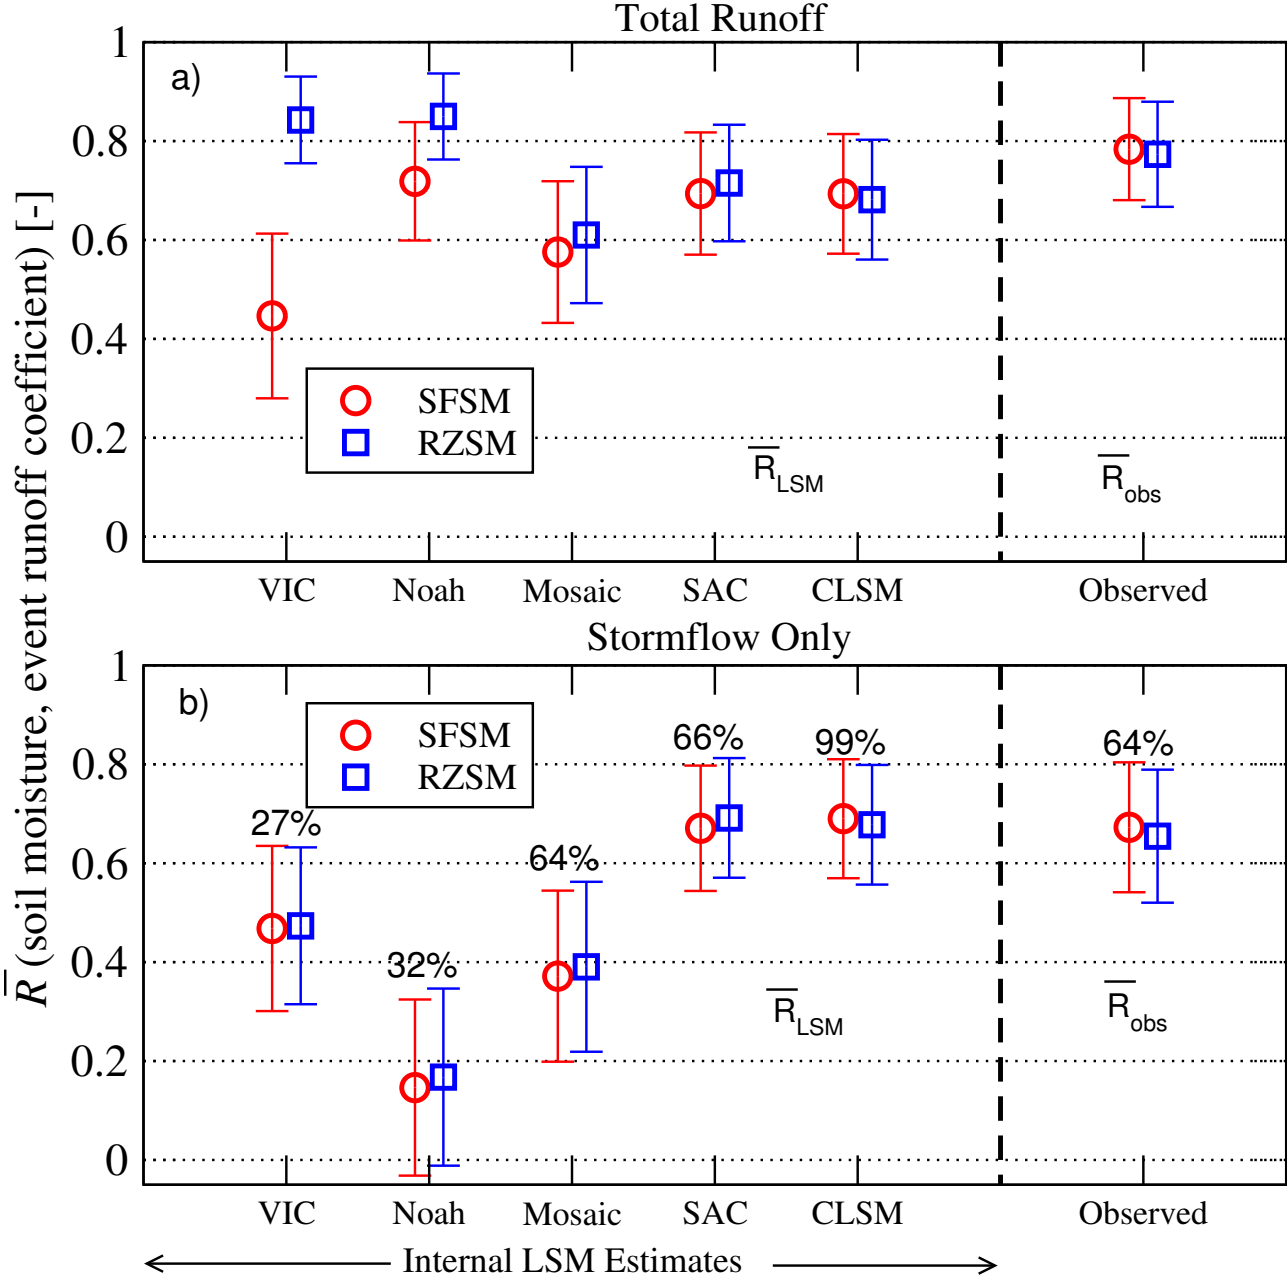 Total Runoff
R̅ (soil moisture, event runoff coefficient) [-]
a)
1
0.8
0.6
0.4
0.2
0
SFSM
RZSM
R̅LSM
R̅obs
VIC Noah Mosaic SAC CLSM Observed
Stormflow Only
b)
1
0.8
0.6
0.4
0.2
0
SFSM
RZSM
27%
32%
64%
66%
99%
64%
R̅LSM
R̅obs
VIC Noah Mosaic SAC CLSM Observed
Internal LSM Estimates